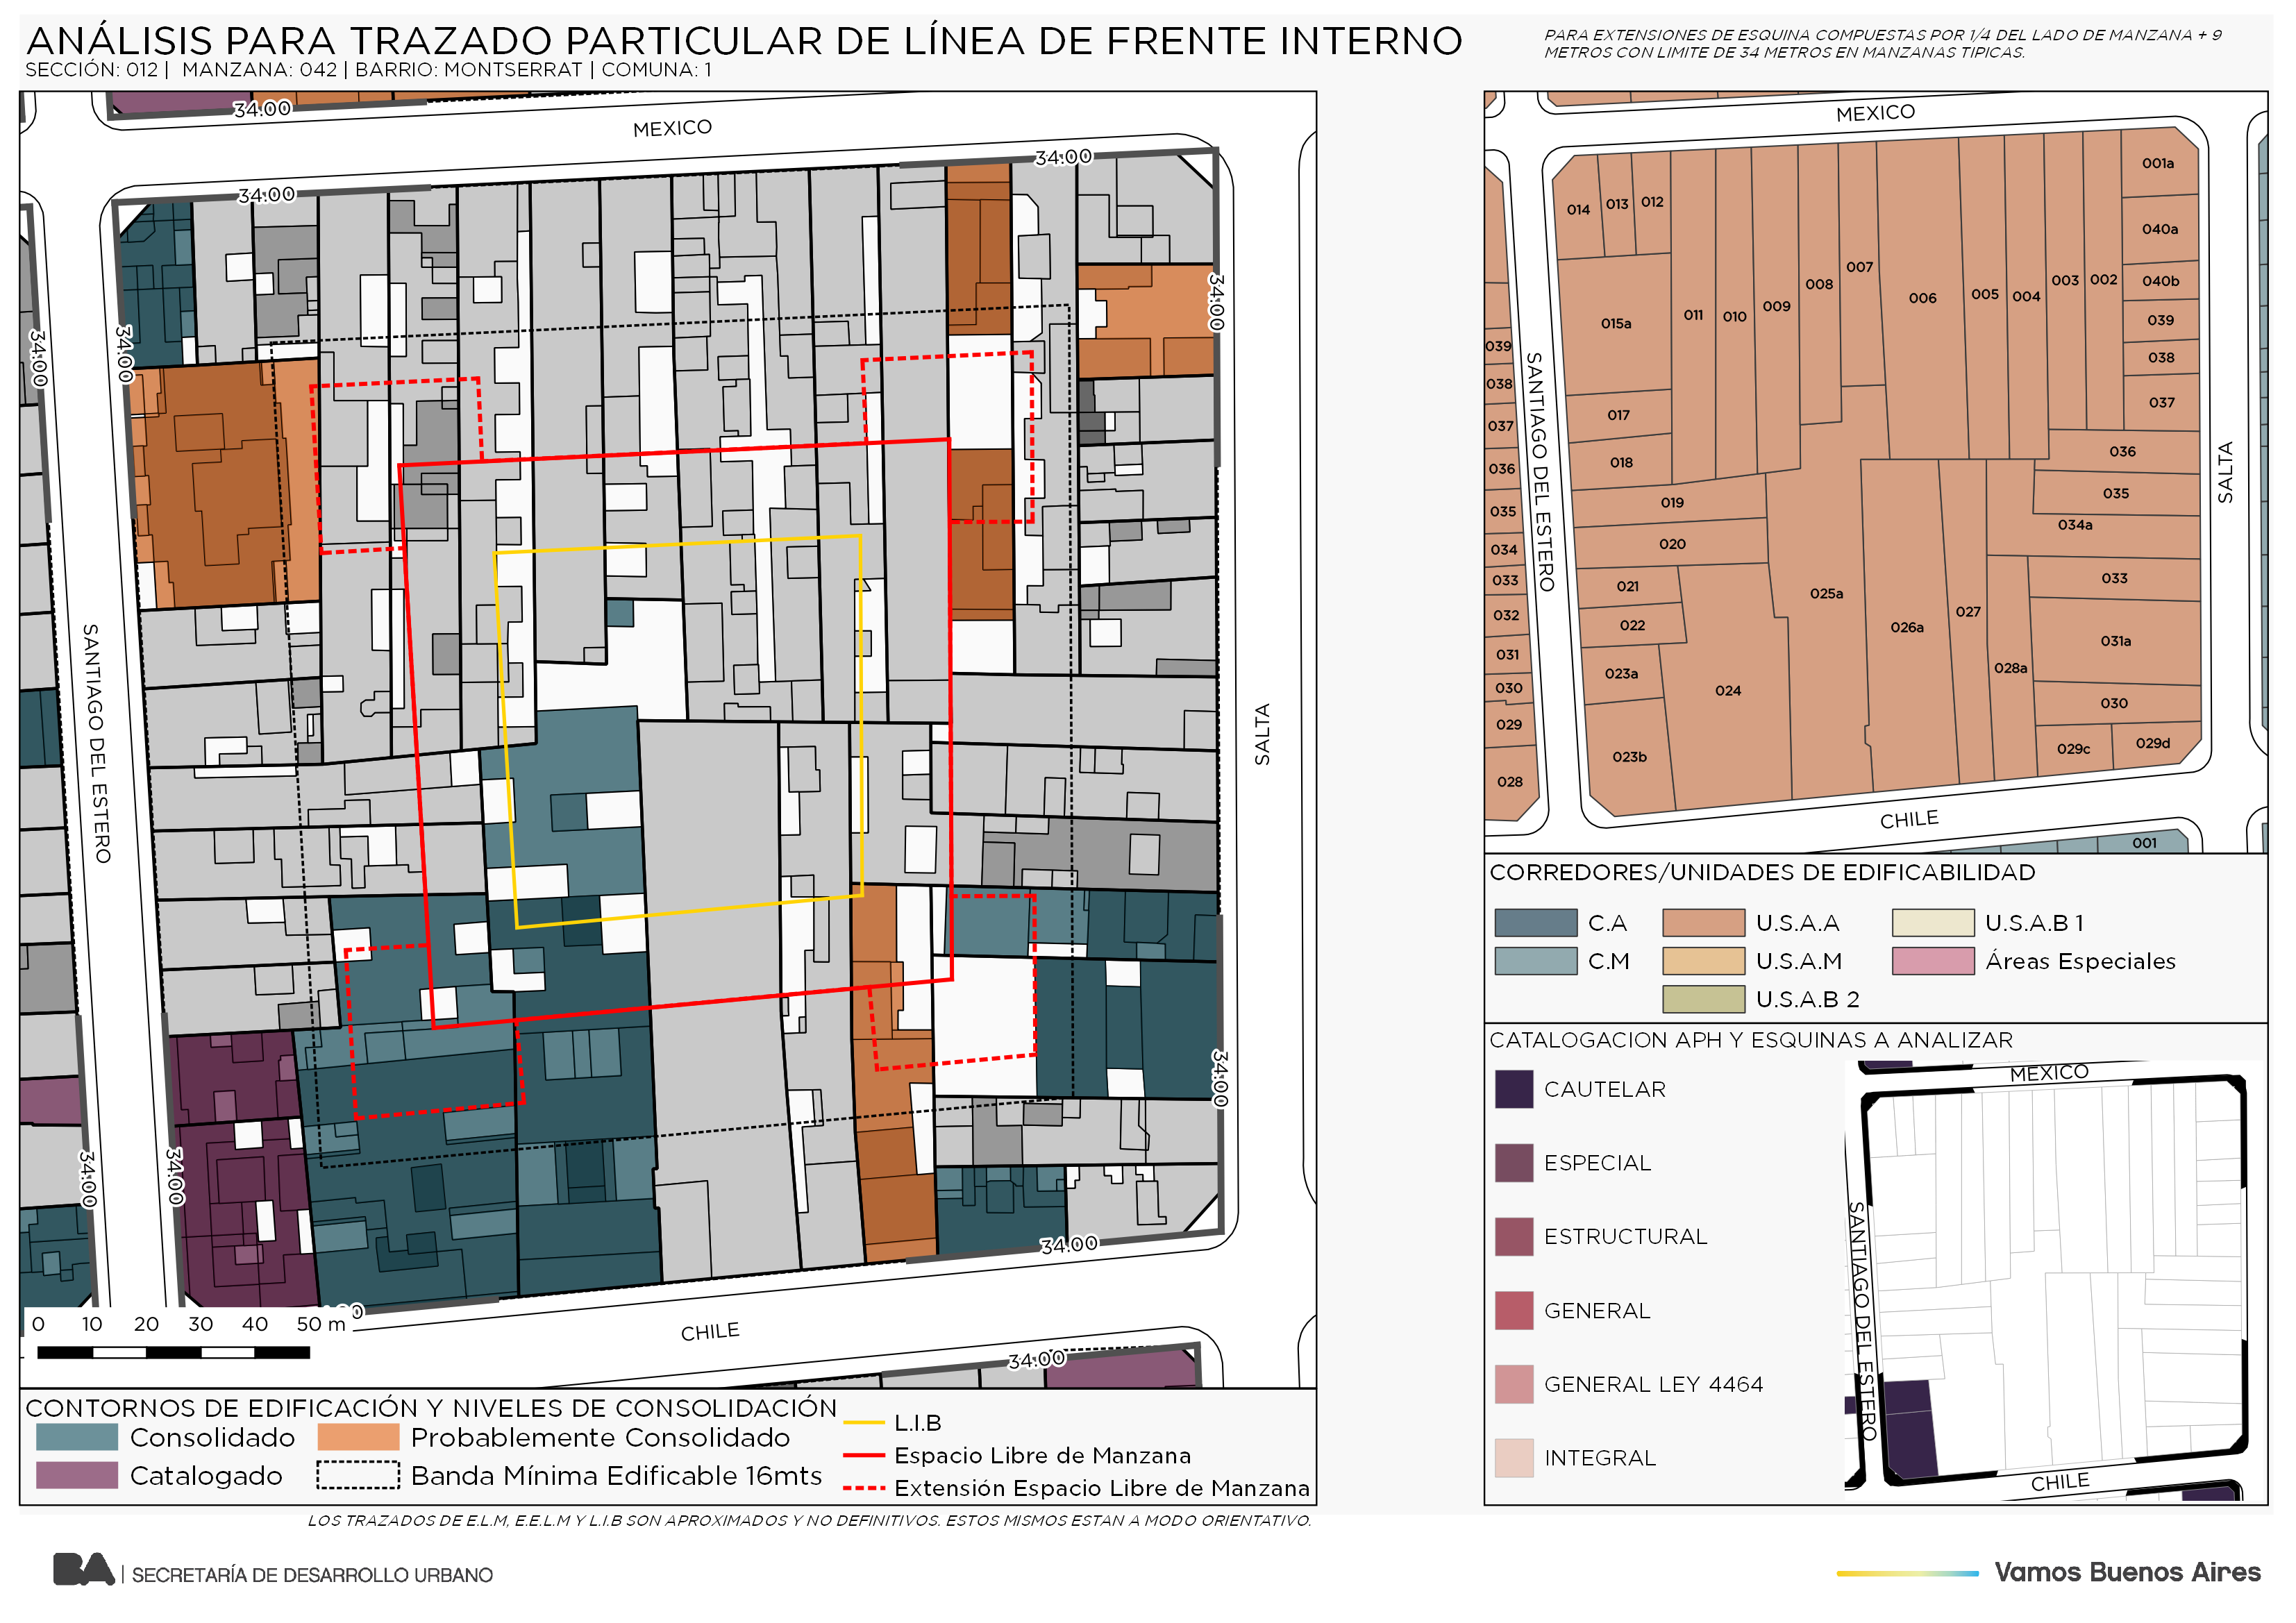 ANÁLISIS PARA TRAZADO PARTICULAR DE LÍNEA DE FRENTE INTERNO
SECCIÓN: 012 | MANZANA: 042 | BARRIO: MONTSERRAT | COMUNA: 1
PARA EXTENSIONES DE ESQUINA COMPUESTAS POR 1/4 DEL LADO DE MANZANA + 9
METROS CON LIMITE DE 34 METROS EN MANZANAS TIPICAS.
34.00
MEXICO
34.00
34.00
34.00
34.00
34.00
SANTIAGO DEL ESTERO
SALTA
34.00
34.00
34.00
34.00
CHILE
34.00
0 10 20 30 40 50 m
CONTORNOS DE EDIFICACIÓN Y NIVELES DE CONSOLIDACIÓN
Consolidado
Probablemente Consolidado
Catalogado
Banda Mínima Edificable 16mts
L.I.B
Espacio Libre de Manzana
Extensión Espacio Libre de Manzana
LOS TRAZADOS DE E.L.M, E.E.L.M Y L.I.B SON APROXIMADOS Y NO DEFINITIVOS. ESTOS MISMOS ESTAN A MODO ORIENTATIVO.
MEXICO
001a
014
013
012
040a
007
003
002
040b
008
006
005
004
009
011
010
015a
039
038
037
017
018
036
035
034a
019
020
021
022
023a
023b
024
025a
026a
027
028a
033
031a
030
029c
029d
039
038
037
036
035
034
033
032
031
030
029
028
SANTIAGO DEL ESTERO
SALTA
CHILE
001
CORREDORES/UNIDADES DE EDIFICABILIDAD
C.A
U.S.A.A
U.S.A.B 1
C.M
U.S.A.M
Áreas Especiales
U.S.A.B 2
CATALOGACION APH Y ESQUINAS A ANALIZAR
CAUTELAR
ESPECIAL
ESTRUCTURAL
GENERAL
GENERAL LEY 4464
INTEGRAL
MEXICO
SANTIAGO DEL ESTERO
CHILE
BA | SECRETARÍA DE DESARROLLO URBANO
Vamos Buenos Aires